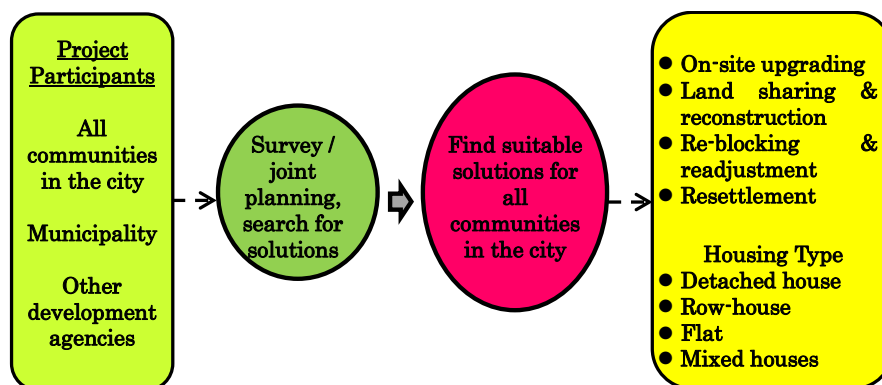 Project
Participants
All
communities
in the city
Municipality
Other
development
agencies
Survey /
joint
planning,
search for
solutions
Find suitable
solutions for
all
communities
in the city
● On-site upgrading
● Land sharing &
reconstruction
● Re-blocking &
readjustment
● Resettlement
Housing Type
● Detached house
● Row-house
● Flat
● Mixed houses